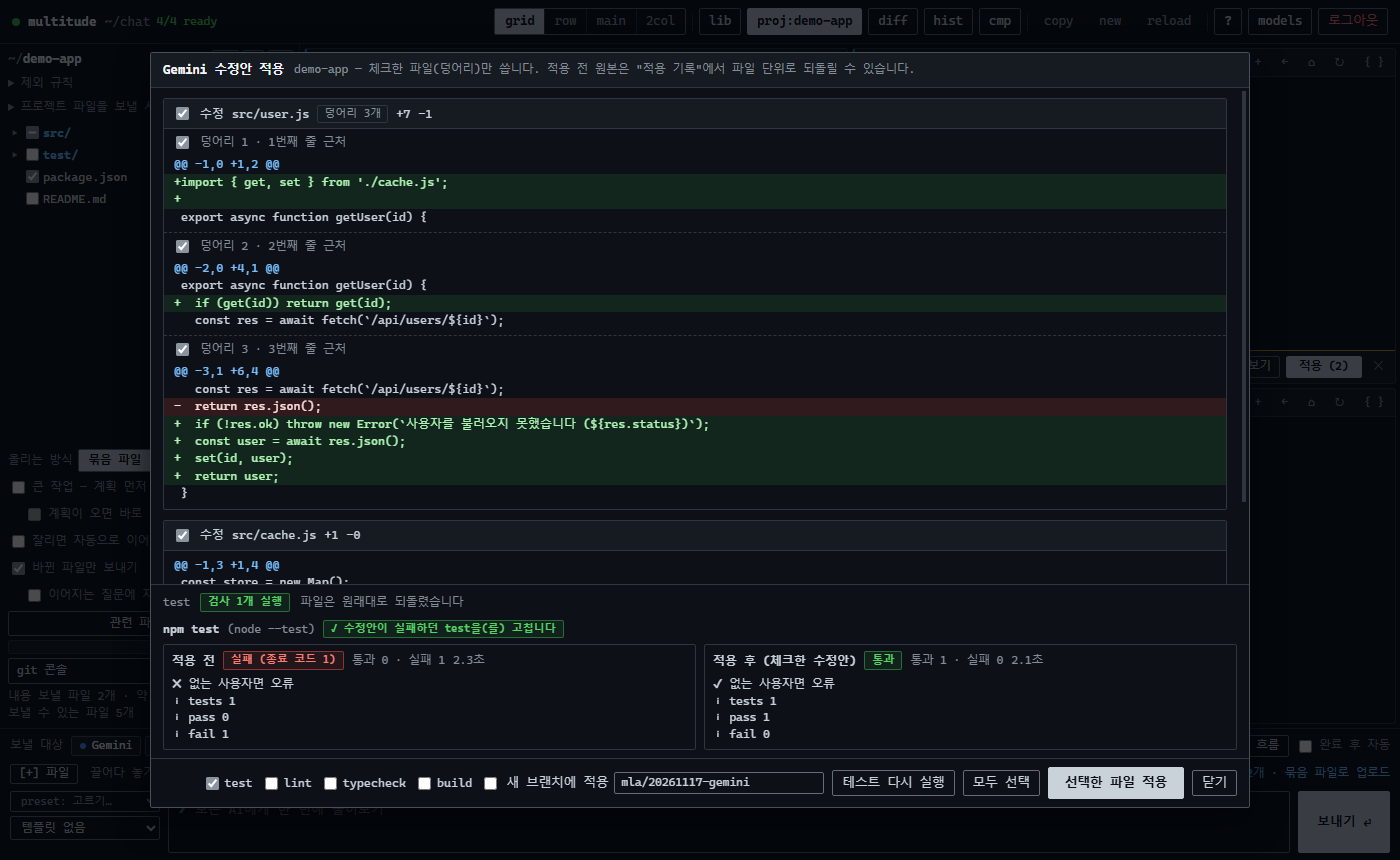 multitude ~/chat 4/4 ready grid row main 2col lib proj:demo-app diff hist cmp copy new reload ? models 로그아웃
~/demo-app
▸ 제외 규칙
▸ 프로젝트 파일을 보낼
▸ src/
▸ test/
package.json
README.md
올리는 방식 묶음 파일
큰 작업 — 계획 먼저
계획이 오면 바로
잘리면 자동으로 이어
바뀐 파일만 보내기
이어지는 질문에
관련 파
git 콘솔
내용 보낼 파일 2개 · 약
보낼 수 있는 파일 5개
보낼 대상 Gemini
[+] 파일 끌어다 놓기
preset: 고르기…
템플릿 없음
Gemini 수정안 적용 demo-app — 체크한 파일(덩어리)만 씁니다. 적용 전 원본은 "적용 기록"에서 파일 단위로 되돌릴 수 있습니다.
수정 src/user.js 덩어리 3개 +7 -1
덩어리 1 · 1번째 줄 근처
@@ -1,0 +1,2 @@
+import { get, set } from './cache.js';
+
export async function getUser(id) {
덩어리 2 · 2번째 줄 근처
@@ -2,0 +4,1 @@
export async function getUser(id) {
+ if (get(id)) return get(id);
const res = await fetch(`/api/users/${id}`);
덩어리 3 · 3번째 줄 근처
@@ -3,1 +6,4 @@
const res = await fetch(`/api/users/${id}`);
- return res.json();
+ if (!res.ok) throw new Error(`사용자를 불러오지 못했습니다 (${res.status})`);
+ const user = await res.json();
+ set(id, user);
+ return user;
}
수정 src/cache.js +1 -0
@@ -1,3 +1,4 @@
const store = new Map();
test 검사 1개 실행 파일은 원래대로 되돌렸습니다
npm test (node --test) ✓ 수정안이 실패하던 test을(를) 고칩니다
적용 전 실패 (종료 코드 1) 통과 0 · 실패 1 2.3초
✕ 없는 사용자면 오류
i tests 1
i pass 0
i fail 1
적용 후 (체크한 수정안) 통과 통과 1 · 실패 0 2.1초
✓ 없는 사용자면 오류
i tests 1
i pass 1
i fail 0
test lint typecheck build 새 브랜치에 적용 mla/20261117-gemini 테스트 다시 실행 모두 선택 선택한 파일 적용 닫기
보기 적용 (2)
흐름 완료 후 자동
개 · 묶음 파일로 업로드
보내기 ⏎